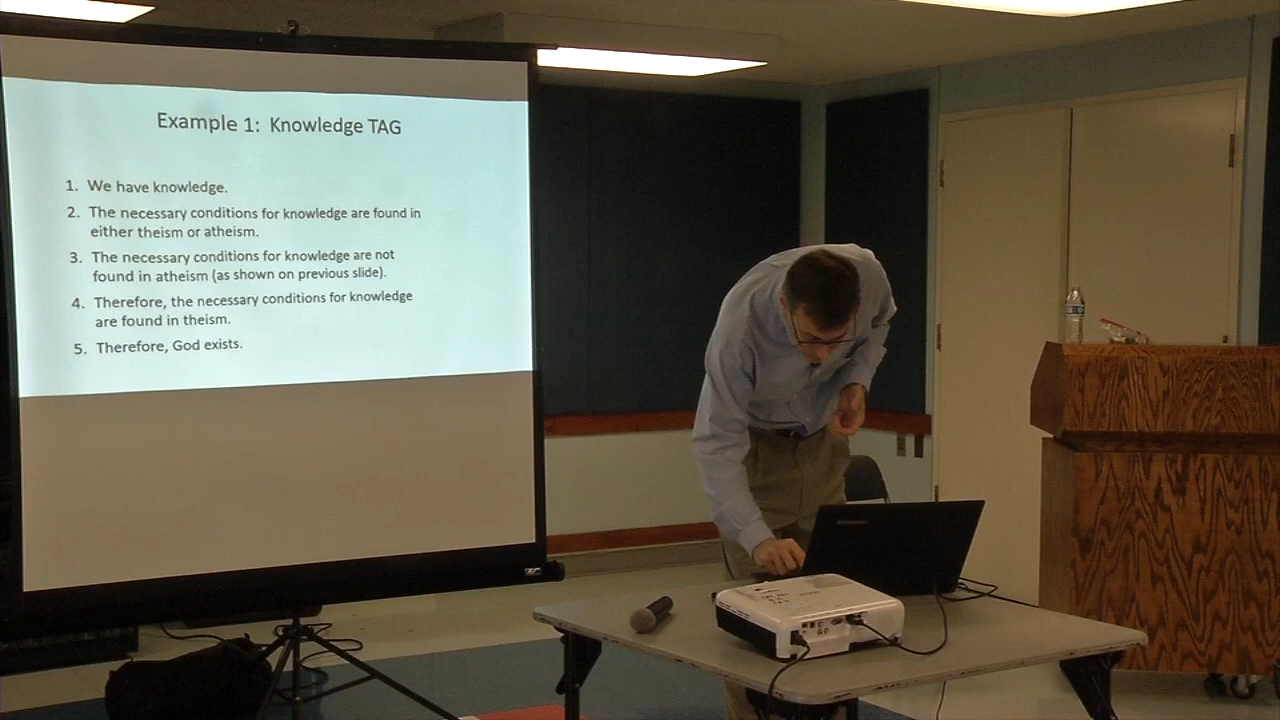 Example 1: Knowledge TAG
1. We have knowledge.
2. The necessary conditions for knowledge are found in
either theism or atheism.
3. The necessary conditions for knowledge are not
found in atheism (as shown on previous slide).
4. Therefore, the necessary conditions for knowledge
are found in theism.
5. Therefore, God exists.